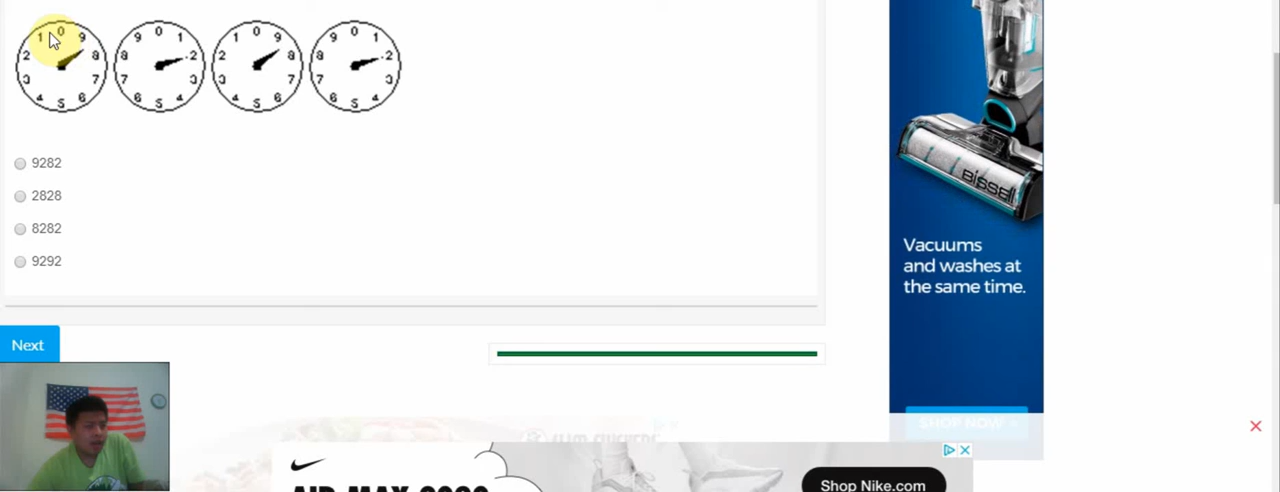 0 9 8 7 6 5 4 3 2 1
0 1 2 3 4 5 6 7 8 9
0 9 8 7 6 5 4 3 2 1
0 1 2 3 4 5 6 7 8 9
9282
2828
8282
9292
Next
BISSELL
Vacuums
and washes at
the same time.
SHOP NOW
Shop Nike.com